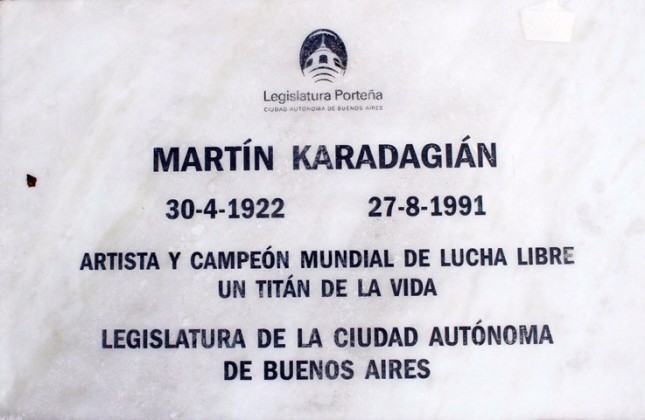 Legislatura Porteña
CIUDAD AUTÓNOMA DE BUENOS AIRES
MARTÍN KARADAGIÁN
30-4-1922 27-8-1991
ARTISTA Y CAMPEÓN MUNDIAL DE LUCHA LIBRE
UN TITÁN DE LA VIDA
LEGISLATURA DE LA CIUDAD AUTÓNOMA
DE BUENOS AIRES